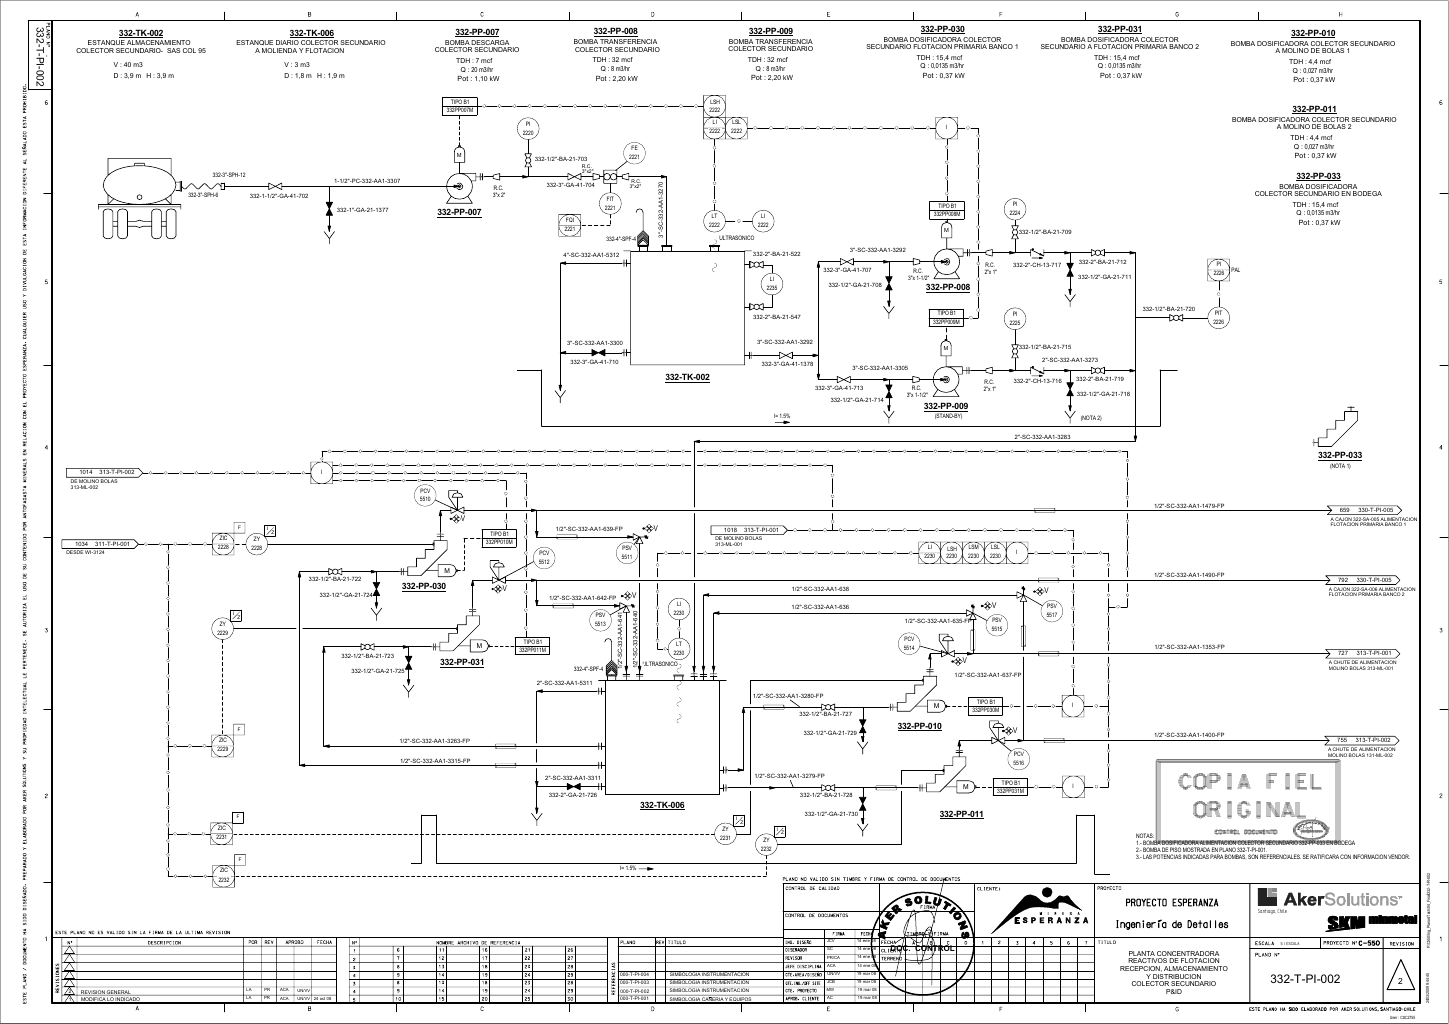 A B C D E F G H
PLANO N°
332-T-PI-002
332-TK-002
ESTANQUE ALMACENAMIENTO
COLECTOR SECUNDARIO- SAS COL 95
V : 40 m3
D : 3,9 m H : 3,9 m
332-TK-006
ESTANQUE DIARIO COLECTOR SECUNDARIO
A MOLIENDA Y FLOTACION
V : 3 m3
D : 1,8 m H : 1,9 m
332-PP-007
BOMBA DESCARGA
COLECTOR SECUNDARIO
TDH : 7 mcf
Q : 20 m3/hr
Pot : 1,10 kW
332-PP-008
BOMBA TRANSFERENCIA
COLECTOR SECUNDARIO
TDH : 32 mcf
Q : 8 m3/hr
Pot : 2,20 kW
332-PP-009
BOMBA TRANSFERENCIA
COLECTOR SECUNDARIO
TDH : 32 mcf
Q : 8 m3/hr
Pot : 2,20 kW
332-PP-030
BOMBA DOSIFICADORA COLECTOR
SECUNDARIO FLOTACION PRIMARIA BANCO 1
TDH : 15,4 mcf
Q : 0,0135 m3/hr
Pot : 0,37 kW
332-PP-031
BOMBA DOSIFICADORA COLECTOR
SECUNDARIO A FLOTACION PRIMARIA BANCO 2
TDH : 15,4 mcf
Q : 0,0135 m3/hr
Pot : 0,37 kW
332-PP-010
BOMBA DOSIFICADORA COLECTOR SECUNDARIO
A MOLINO DE BOLAS 1
TDH : 4,4 mcf
Q : 0,027 m3/hr
Pot : 0,37 kW
332-PP-011
BOMBA DOSIFICADORA COLECTOR SECUNDARIO
A MOLINO DE BOLAS 2
TDH : 4,4 mcf
Q : 0,027 m3/hr
Pot : 0,37 kW
332-PP-033
BOMBA DOSIFICADORA
COLECTOR SECUNDARIO EN BODEGA
TDH : 15,4 mcf
Q : 0,0135 m3/hr
Pot : 0,37 kW
TIPO B1
332PP007M
M
332-PP-007
PI
2220
332-1/2"-BA-21-703
FE
2221
R.C.
3"x2"
332-3"-GA-41-704
R.C.
3"x2"
FIT
2221
FQI
2221
R.C.
3"x 2"
332-3"-SPH-12
332-3"-SPH-6
332-1-1/2"-GA-41-702
1-1/2"-PC-332-AA1-3307
332-1"-GA-21-1377
LSH
2222
LI
2222
LSL
2222
LT
2222
LI
2222
ULTRASONICO
3"-SC-332-AA1-3270
332-4"-SPF-4
4"-SC-332-AA1-5312
332-2"-BA-21-522
LI
2235
332-2"-BA-21-547
3"-SC-332-AA1-3300
332-3"-GA-41-710
332-TK-002
3"-SC-332-AA1-3292
332-3"-GA-41-1378
I
TIPO B1
332PP008M
M
3"-SC-332-AA1-3292
332-3"-GA-41-707
332-1/2"-GA-21-708
R.C.
3"x 1-1/2"
332-PP-008
R.C.
2"x 1"
PI
2224
332-1/2"-BA-21-709
332-2"-CH-13-717
332-2"-BA-21-712
332-1/2"-GA-21-711
TIPO B1
332PP009M
M
3"-SC-332-AA1-3305
332-3"-GA-41-713
332-1/2"-GA-21-714
R.C.
3"x 1-1/2"
332-PP-009
(STAND-BY)
R.C.
2"x 1"
PI
2225
332-1/2"-BA-21-715
2"-SC-332-AA1-3273
332-2"-CH-13-716
332-2"-BA-21-719
332-1/2"-GA-21-718
(NOTA 2)
PI
2226
PAL
332-1/2"-BA-21-720
PIT
2226
I= 1.5%
2"-SC-332-AA1-3283
332-PP-033
(NOTA 1)
1014 313-T-PI-002
DE MOLINO BOLAS
313-ML-002
I
1034 311-T-PI-001
DESDE WI-3124
ZIC
2228
F
ZY
2228
1/2
PCV
5510
TIPO B1
332PP010M
M
332-PP-030
332-1/2"-BA-21-722
332-1/2"-GA-21-724
PCV
5512
1/2"-SC-332-AA1-639-FP
PSV
5511
1018 313-T-PI-001
DE MOLINO BOLAS
313-ML-001
LI
2230
LSH
2230
LSM
2230
LSL
2230
I
1/2"-SC-332-AA1-1479-FP
659 330-T-PI-005
A CAJON 322-SA-005 ALIMENTACION
FLOTACION PRIMARIA BANCO 1
1/2"-SC-332-AA1-1490-FP
792 330-T-PI-005
A CAJON 322-SA-006 ALIMENTACION
FLOTACION PRIMARIA BANCO 2
ZY
2229
1/2
332-1/2"-BA-21-723
332-1/2"-GA-21-725
TIPO B1
332PP011M
M
332-PP-031
1/2"-SC-332-AA1-642-FP
PSV
5513
332-4"-SPF-4
1/2"-SC-332-AA1-641
1/2"-SC-332-AA1-640
LI
2230
LT
2230
ULTRASONICO
1/2"-SC-332-AA1-638
1/2"-SC-332-AA1-636
1/2"-SC-332-AA1-635-FP
PCV
5514
PSV
5515
PSV
5517
1/2"-SC-332-AA1-637-FP
1/2"-SC-332-AA1-1353-FP
727 313-T-PI-001
A CHUTE DE ALIMENTACION
MOLINO BOLAS 313-ML-001
2"-SC-332-AA1-5311
1/2"-SC-332-AA1-3280-FP
332-1/2"-BA-21-727
332-1/2"-GA-21-729
M
TIPO B1
332PP030M
I
332-PP-010
ZIC
2229
F
1/2"-SC-332-AA1-3263-FP
1/2"-SC-332-AA1-3315-FP
2"-SC-332-AA1-3311
332-2"-GA-21-726
332-TK-006
PCV
5516
1/2"-SC-332-AA1-1400-FP
755 313-T-PI-002
A CHUTE DE ALIMENTACION
MOLINO BOLAS 131-ML-002
1/2"-SC-332-AA1-3279-FP
332-1/2"-BA-21-728
332-1/2"-GA-21-730
M
TIPO B1
332PP031M
I
332-PP-011
ZIC
2231
F
ZY
2231
1/2
ZY
2232
1/2
ZIC
2232
F
I= 1.5%
COPIA FIEL
ORIGINAL
CONTROL DOCUMENTO
NOTAS:
1.- BOMBA DOSIFICADORA ALIMENTACION COLECTOR SECUNDARIO 332-PP-033 EN BODEGA
2.- BOMBA DE PISO MOSTRADA EN PLANO 332-T-PI-001.
3.- LAS POTENCIAS INDICADAS PARA BOMBAS, SON REFERENCIALES. SE RATIFICARA CON INFORMACION VENDOR.
PLANO NO VALIDO SIN TIMBRE Y FIRMA DE CONTROL DE DOCUMENTOS
CONTROL DE CALIDAD
CONTROL DE DOCUMENTOS
FIRMA
AKER SOLUTIONS
DOC. CONTROL
CLIENTE:
MINERA
ESPERANZA
PROYECTO
PROYECTO ESPERANZA
Ingeniería de Detalles
AkerSolutions
Santiago, Chile
SKM minmetal
ESTE PLANO NO ES VALIDO SIN LA FIRMA DE LA ULTIMA REVISION
N° DESCRIPCION POR REV APROBO FECHA
REVISION GENERAL LA PR ACA
MODIFICA LO INDICADO LA PR ACA
REVISIONES
NOMBRE ARCHIVO DE REFERENCIA
PLANO REV TITULO
000-T-PI-004 SIMBOLOGIA INSTRUMENTACION
000-T-PI-003 SIMBOLOGIA INSTRUMENTACION
000-T-PI-002 SIMBOLOGIA INSTRUMENTACION
000-T-PI-001 SIMBOLOGIA CAÑERIA Y EQUIPOS
REFERENCIAS
FIRMA FECHA
ING. DISEÑO
DISENADOR
REVISOR
JEFE DISCIPLINA
CTE. PROYECTO
APROB. CLIENTE
TERRENO
TITULO
PLANTA CONCENTRADORA
REACTIVOS DE FLOTACION
RECEPCION, ALMACENAMIENTO
Y DISTRIBUCION
COLECTOR SECUNDARIO
P&ID
ESCALA S / ESCALA
PROYECTO N° C-550
REVISION
PLANO N°
332-T-PI-002
2
ESTE PLANO HA SIDO ELABORADO POR AKER SOLUTIONS, SANTIAGO-CHILE
A B C D E F G H